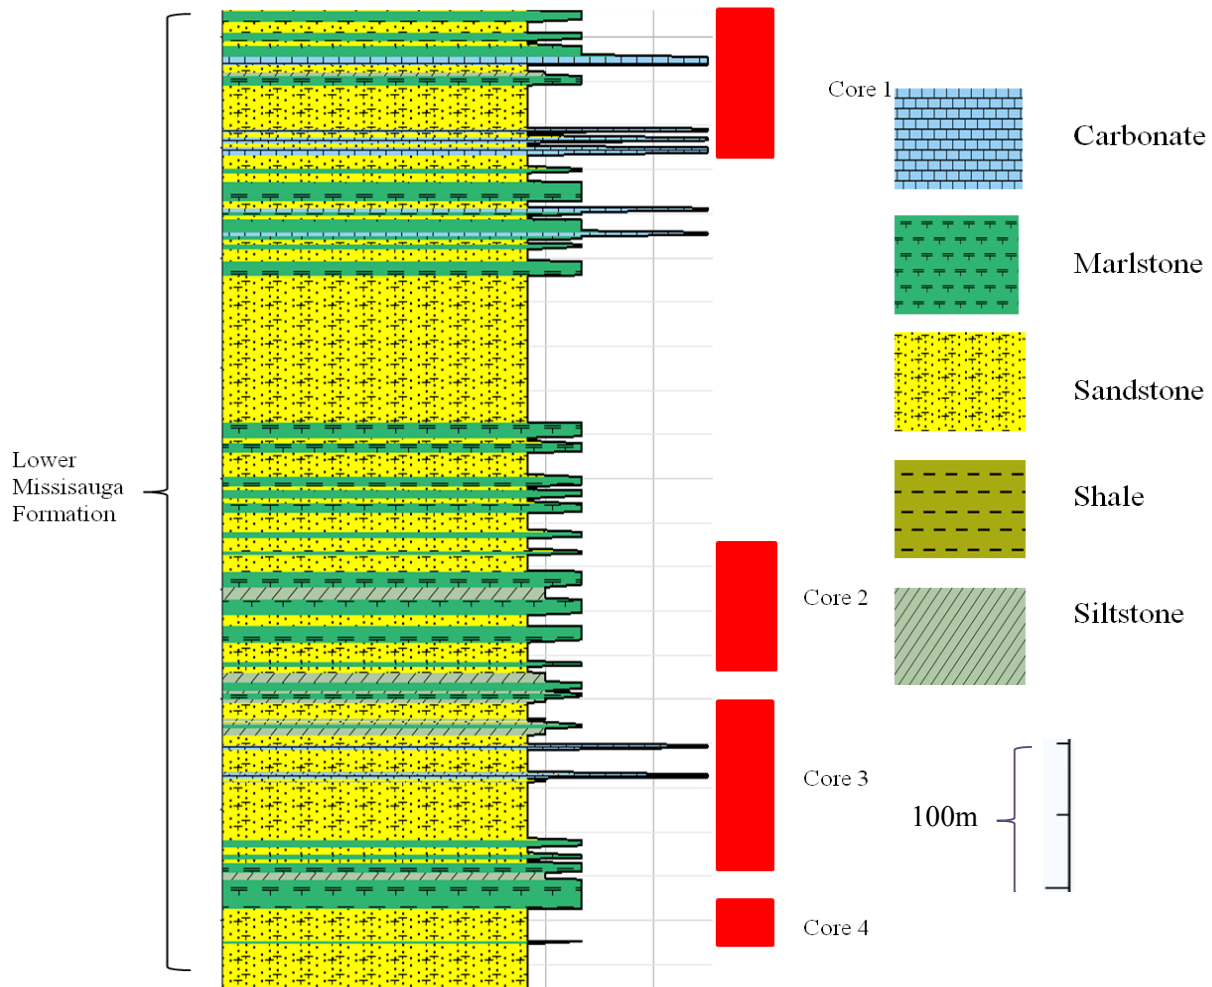 Core 1
Carbonate
Marlstone
Sandstone
Lower
Missisauga
Formation
Shale
Core 2
Siltstone
Core 3
100m
Core 4